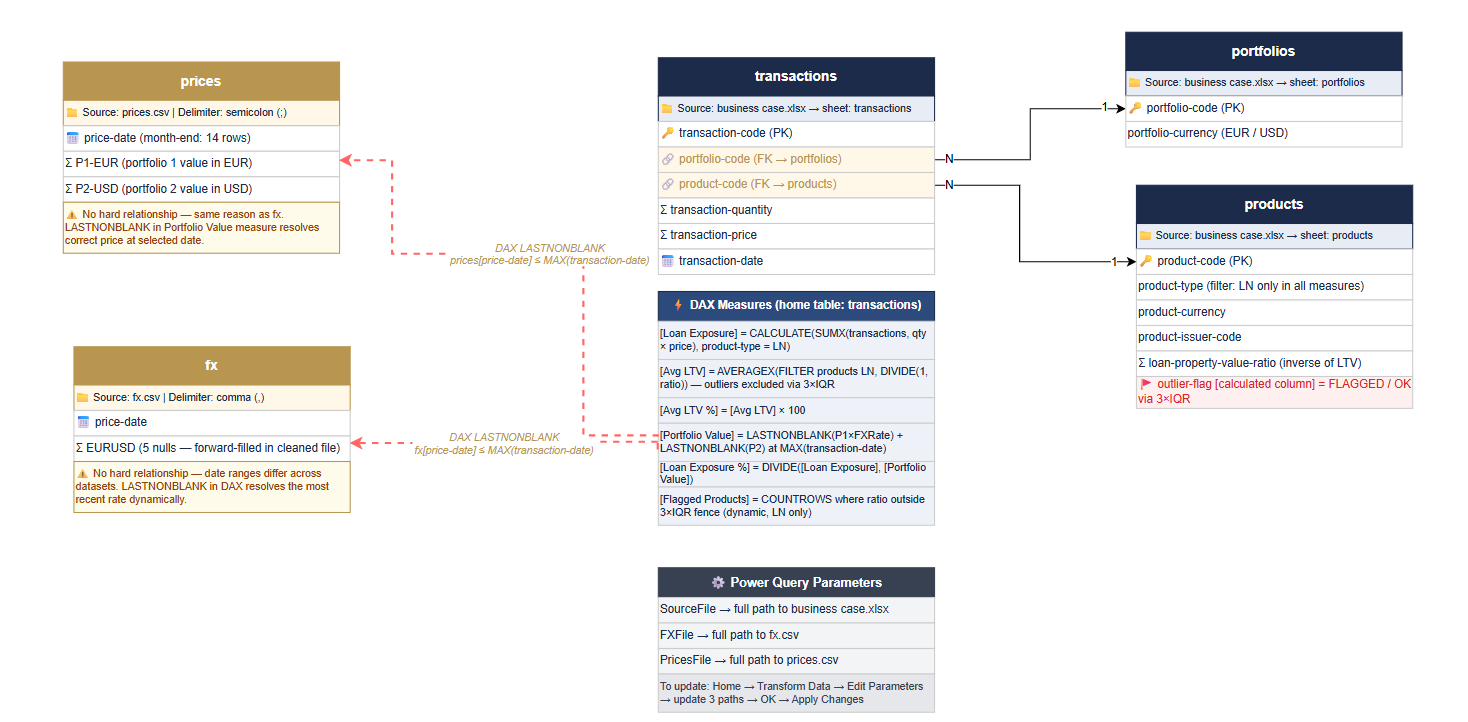 prices
Source: prices.csv | Delimiter: semicolon (;)
price-date (month-end: 14 rows)
Σ P1-EUR (portfolio 1 value in EUR)
Σ P2-USD (portfolio 2 value in USD)
⚠ No hard relationship — same reason as fx.
LASTNONBLANK in Portfolio Value measure resolves
correct price at selected date.
fx
Source: fx.csv | Delimiter: comma (,)
price-date
Σ EURUSD (5 nulls — forward-filled in cleaned file)
⚠ No hard relationship — date ranges differ across
datasets. LASTNONBLANK in DAX resolves the most
recent rate dynamically.
DAX LASTNONBLANK
prices[price-date] ≤ MAX(transaction-date)
DAX LASTNONBLANK
fx[price-date] ≤ MAX(transaction-date)
transactions
Source: business case.xlsx → sheet: transactions
transaction-code (PK)
portfolio-code (FK → portfolios)
product-code (FK → products)
Σ transaction-quantity
Σ transaction-price
transaction-date
N
N
1
1
DAX Measures (home table: transactions)
[Loan Exposure] = CALCULATE(SUMX(transactions, qty
× price), product-type = LN)
[Avg LTV] = AVERAGEX(FILTER products LN, DIVIDE(1,
ratio)) — outliers excluded via 3×IQR
[Avg LTV %] = [Avg LTV] × 100
[Portfolio Value] = LASTNONBLANK(P1×FXRate) +
LASTNONBLANK(P2) at MAX(transaction-date)
[Loan Exposure %] = DIVIDE([Loan Exposure], [Portfolio
Value])
[Flagged Products] = COUNTROWS where ratio outside
3×IQR fence (dynamic, LN only)
Power Query Parameters
SourceFile → full path to business case.xlsx
FXFile → full path to fx.csv
PricesFile → full path to prices.csv
To update: Home → Transform Data → Edit Parameters
→ update 3 paths → OK → Apply Changes
portfolios
Source: business case.xlsx → sheet: portfolios
portfolio-code (PK)
portfolio-currency (EUR / USD)
products
Source: business case.xlsx → sheet: products
product-code (PK)
product-type (filter: LN only in all measures)
product-currency
product-issuer-code
Σ loan-property-value-ratio (inverse of LTV)
outlier-flag [calculated column] = FLAGGED / OK
via 3×IQR